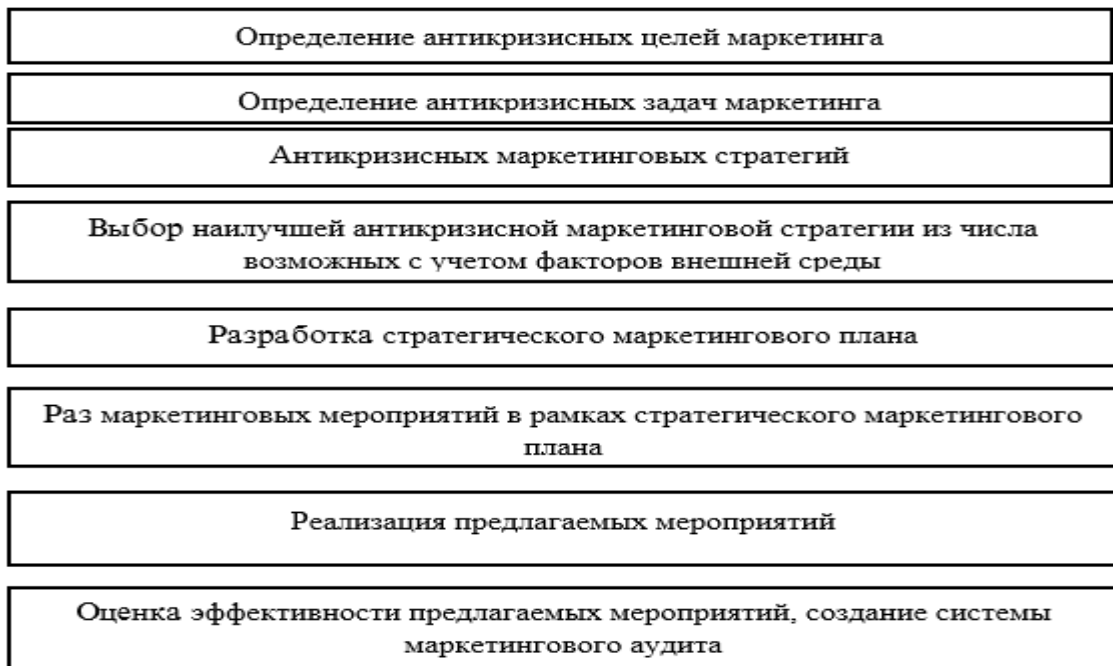 Определение антикризисных целей маркетинга
Определение антикризисных задач маркетинга
Антикризисных маркетинговых стратегий
Выбор наилучшей антикризисной маркетинговой стратегии из числа
возможных с учетом факторов внешней среды
Разработка стратегического маркетингового плана
Раз маркетинговых мероприятий в рамках стратегического маркетингового
плана
Реализация предлагаемых мероприятий
Оценка эффективности предлагаемых мероприятий, создание системы
маркетингового аудита